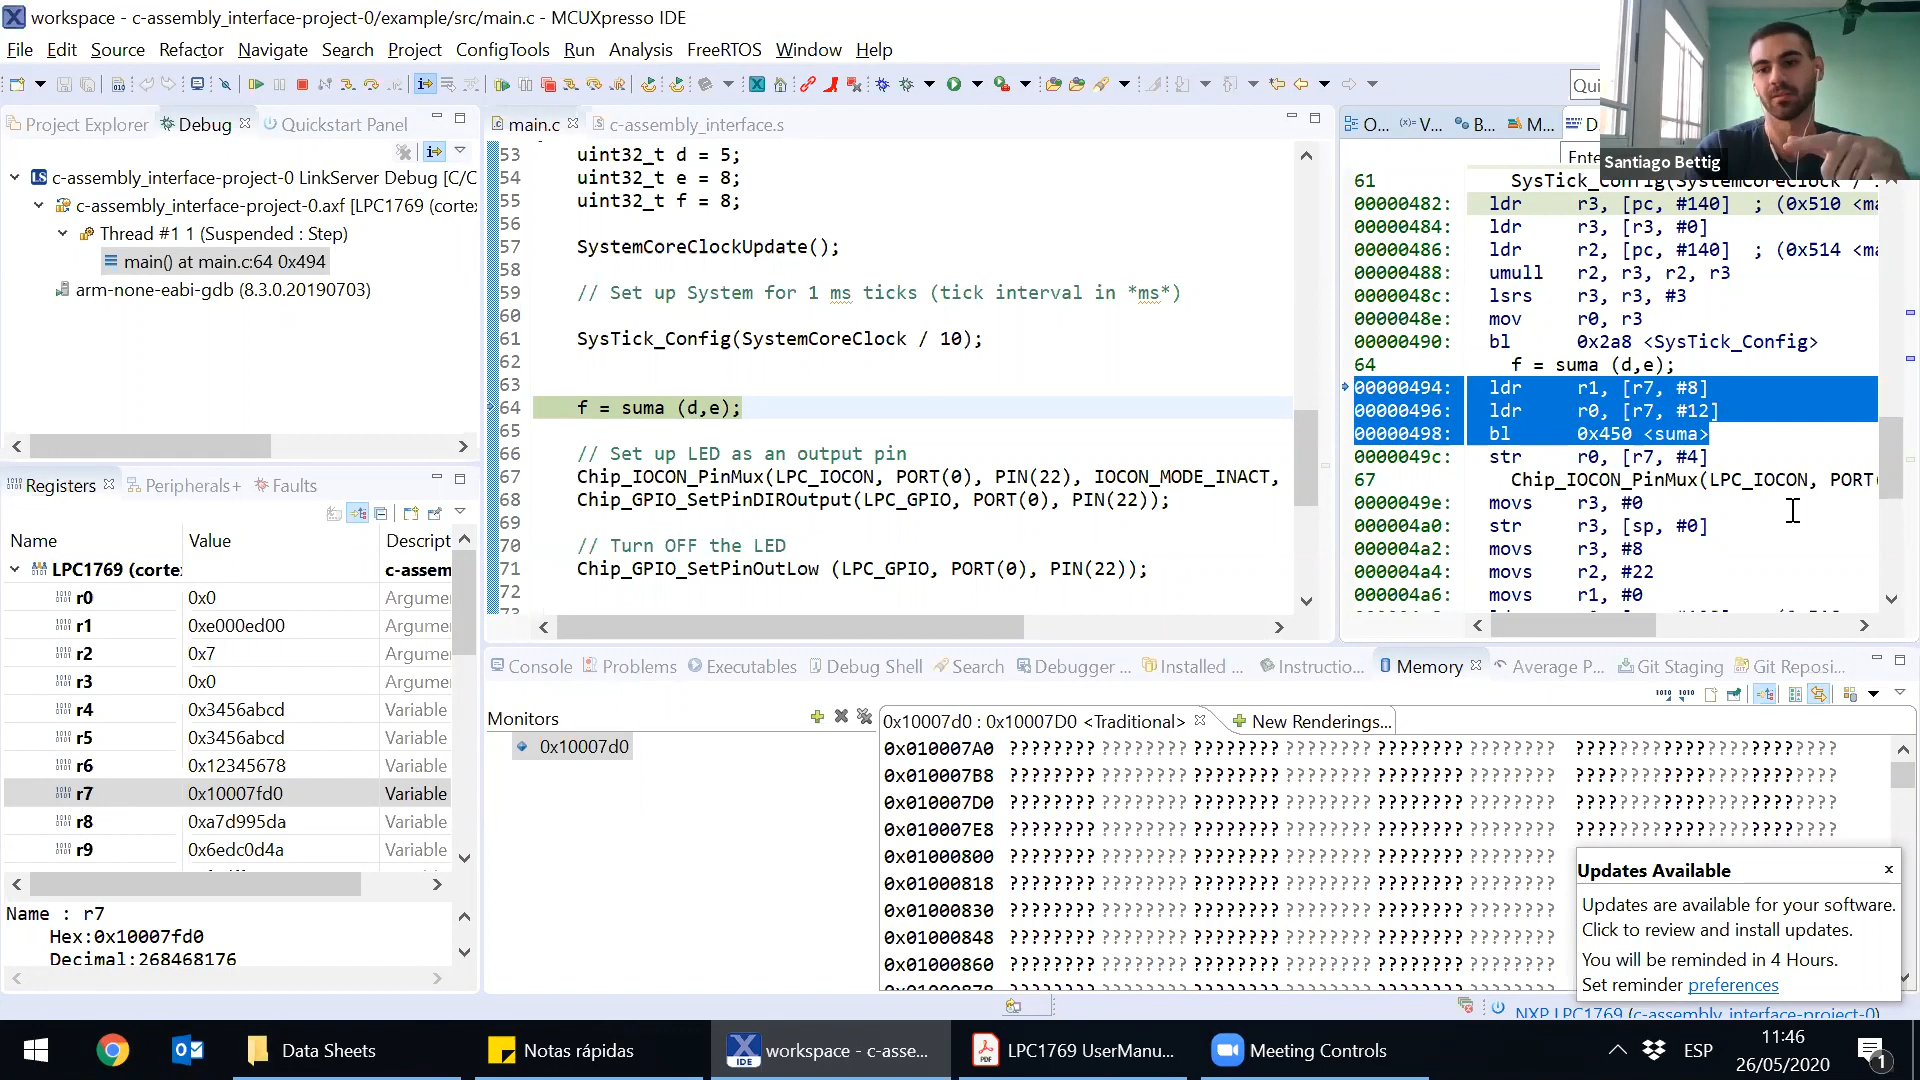 workspace - c-assembly_interface-project-0/example/src/main.c - MCUXpresso IDE
File Edit Source Refactor Navigate Search Project ConfigTools Run Analysis FreeRTOS Window Help
Qui
Project Explorer Debug Quickstart Panel
c-assembly_interface-project-0 LinkServer Debug [C/C
c-assembly_interface-project-0.axf [LPC1769 (cortex
Thread #1 1 (Suspended : Step)
main() at main.c:64 0x494
arm-none-eabi-gdb (8.3.0.20190703)
Registers Peripherals+ Faults
Name Value Descript
LPC1769 (corte: c-assem
r0 0x0 Argume
r1 0xe000ed00 Argume
r2 0x7 Argume
r3 0x0 Argume
r4 0x3456abcd Variable
r5 0x3456abcd Variable
r6 0x12345678 Variable
r7 0x10007fd0 Variable
r8 0xa7d995da Variable
r9 0x6edc0d4a Variable
Name : r7
Hex:0x10007fd0
Decimal:268468176
main.c c-assembly_interface.s
53 uint32_t d = 5;
54 uint32_t e = 8;
55 uint32_t f = 8;
56
57 SystemCoreClockUpdate();
58
59 // Set up System for 1 ms ticks (tick interval in *ms*)
60
61 SysTick_Config(SystemCoreClock / 10);
62
63
64 f = suma (d,e);
65
66 // Set up LED as an output pin
67 Chip_IOCON_PinMux(LPC_IOCON, PORT(0), PIN(22), IOCON_MODE_INACT,
68 Chip_GPIO_SetPinDIROutput(LPC_GPIO, PORT(0), PIN(22));
69
70 // Turn OFF the LED
71 Chip_GPIO_SetPinOutLow (LPC_GPIO, PORT(0), PIN(22));
72
O... V... B... M... D
Ente
Santiago Bettig
61 SysTick_Config(SystemCoreClock / 
00000482: ldr r3, [pc, #140] ; (0x510 <ma
00000484: ldr r3, [r3, #0]
00000486: ldr r2, [pc, #140] ; (0x514 <ma
00000488: umull r2, r3, r2, r3
0000048c: lsrs r3, r3, #3
0000048e: mov r0, r3
00000490: bl 0x2a8 <SysTick_Config>
64 f = suma (d,e);
00000494: ldr r1, [r7, #8]
00000496: ldr r0, [r7, #12]
00000498: bl 0x450 <suma>
0000049c: str r0, [r7, #4]
67 Chip_IOCON_PinMux(LPC_IOCON, PORT(
0000049e: movs r3, #0
000004a0: str r3, [sp, #0]
000004a2: movs r3, #8
000004a4: movs r2, #22
000004a6: movs r1, #0
Console Problems Executables Debug Shell Search Debugger ... Installed ... Instructio... Memory Average P... Git Staging Git Reposi...
Monitors
0x10007d0
0x10007d0 : 0x10007D0 <Traditional> New Renderings...
0x010007A0 ???????? ???????? ???????? ???????? ???????? ???????? ????????????????????????
0x010007B8 ???????? ???????? ???????? ???????? ???????? ???????? ????????????????????????
0x010007D0 ???????? ???????? ???????? ???????? ???????? ???????? ????????????????????????
0x010007E8 ???????? ???????? ???????? ???????? ???????? ???????? ????????????????????????
0x01000800 ???????? ???????? ???????? ???????? ???????? ????????
0x01000818 ???????? ???????? ???????? ???????? ???????? ????????
0x01000830 ???????? ???????? ???????? ???????? ???????? ????????
0x01000848 ???????? ???????? ???????? ???????? ???????? ????????
0x01000860 ???????? ???????? ???????? ???????? ???????? ????????
Updates Available
Updates are available for your software.
Click to review and install updates.
You will be reminded in 4 Hours.
Set reminder preferences
NXP LPC1769 (c-assembly_interface-project-0)
Data Sheets
Notas rápidas
workspace - c-asse...
LPC1769 UserManu...
Meeting Controls
ESP
11:46
26/05/2020
1